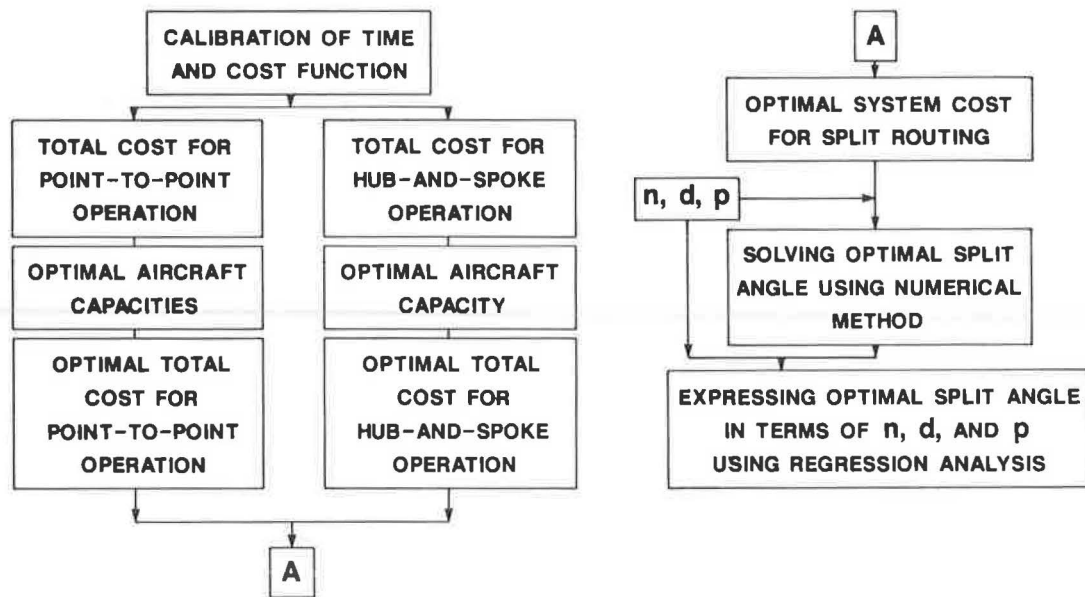 CALIBRATION OF TIME
AND COST FUNCTION
TOTAL COST FOR
POINT-TO-POINT
OPERATION
TOTAL COST FOR
HUB-AND-SPOKE
OPERATION
OPTIMAL AIRCRAFT
CAPACITIES
OPTIMAL AIRCRAFT
CAPACITY
OPTIMAL TOTAL
COST FOR
POINT-TO-POINT
OPERATION
OPTIMAL TOTAL
COST FOR
HUB-AND-SPOKE
OPERATION
A
A
OPTIMAL SYSTEM COST
FOR SPLIT ROUTING
n, d, p
SOLVING OPTIMAL SPLIT
ANGLE USING NUMERICAL
METHOD
EXPRESSING OPTIMAL SPLIT ANGLE
IN TERMS OF n, d, AND p
USING REGRESSION ANALYSIS